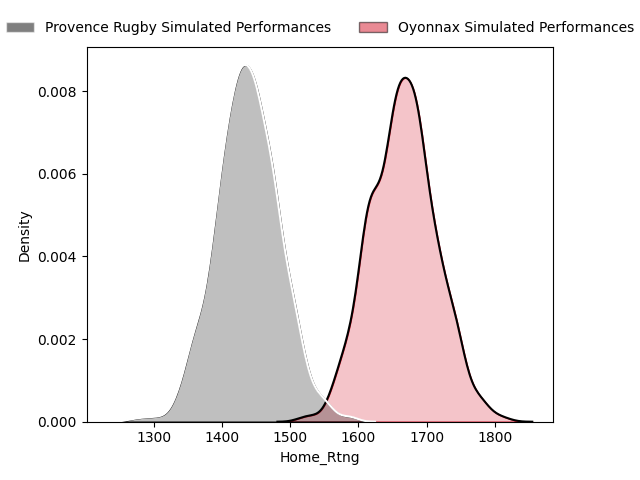 Provence Rugby Simulated Performances
Oyonnax Simulated Performances
0.008
0.006
0.004
0.002
0.000
Density
1300 1400 1500 1600 1700 1800
Home_Rtng